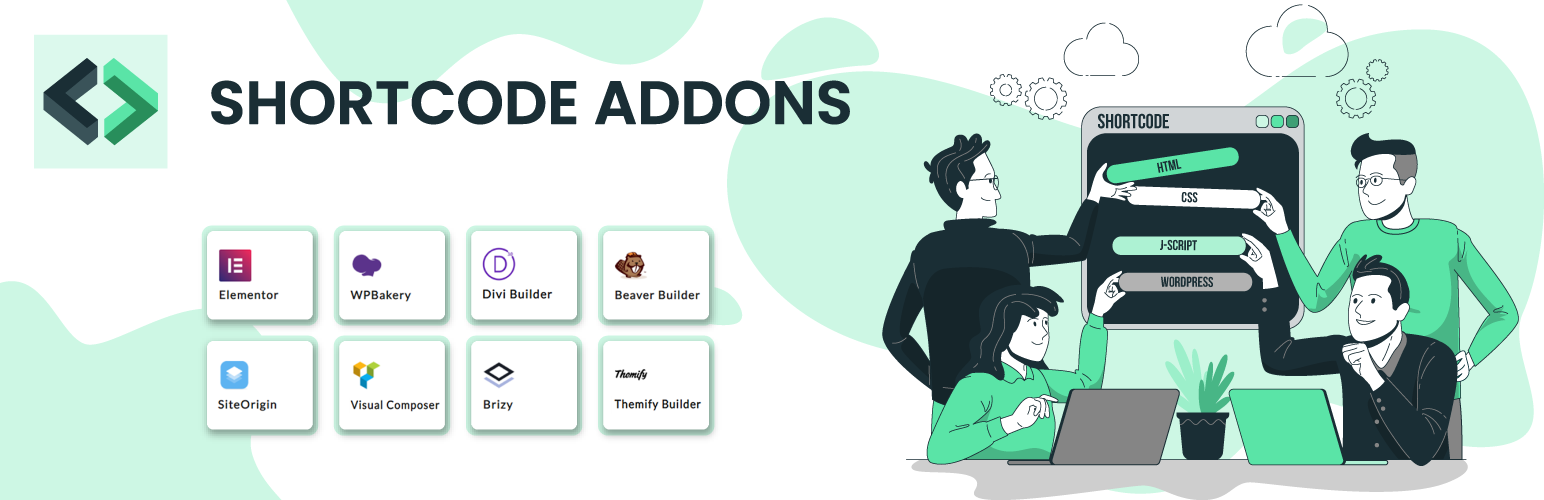 SHORTCODE ADDONS
Elementor
WPBakery
Divi Builder
Beaver Builder
SiteOrigin
Visual Composer
Brizy
Themify
Themify Builder
SHORTCODE
HTML
CSS
J-SCRIPT
WORDPRESS